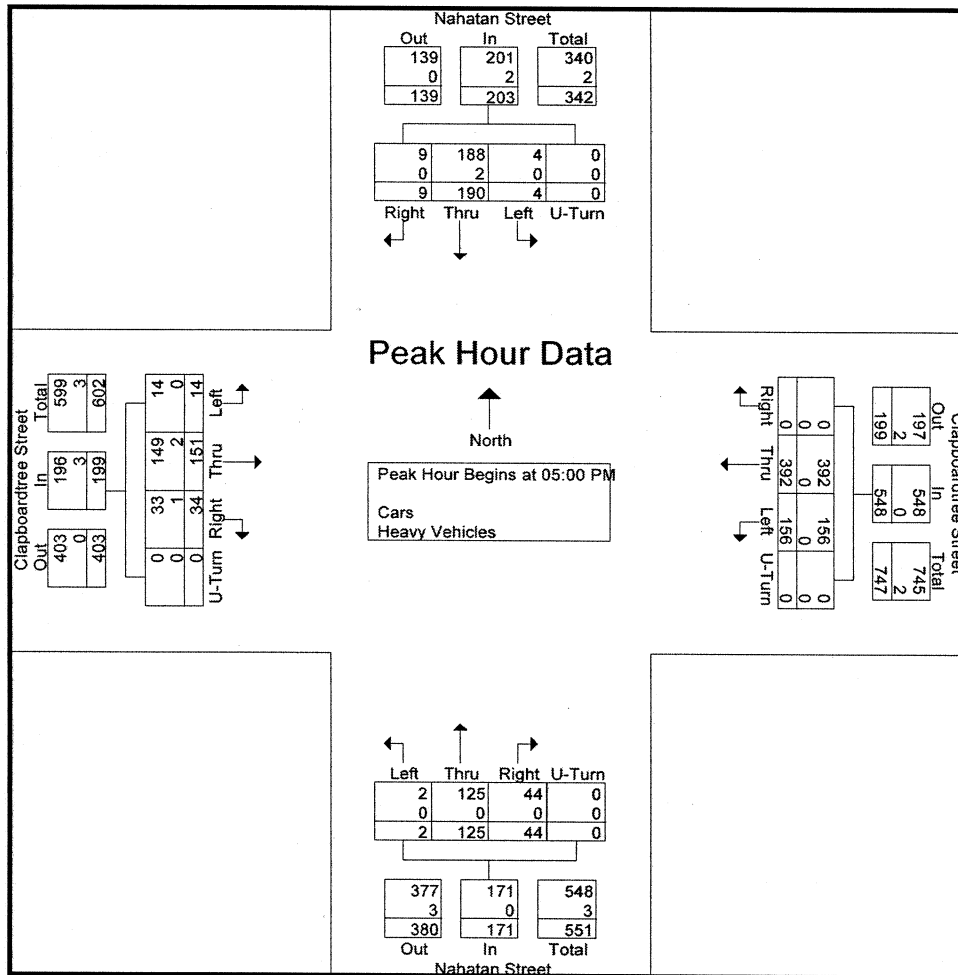 Nahatan Street
Out In Total
139 201 340
0 2 2
139 203 342
9 188 4 0
0 2 0 0
9 190 4 0
Right Thru Left U-Turn
Peak Hour Data
North
Peak Hour Begins at 05:00 PM
Cars
Heavy Vehicles
Clapboardtree Street
Total In Out
599 196 403
3 3 0
602 199 403
14 149 33 0
0 2 1 0
14 151 34 0
Left Thru Right U-Turn
Clapboardtree Street
Out In Total
197 548 745
2 0 2
199 548 747
0 392 156 0
0 0 0 0
0 392 156 0
Right Thru Left U-Turn
Left Thru Right U-Turn
2 125 44 0
0 0 0 0
2 125 44 0
377 171 548
3 0 3
380 171 551
Out In Total
Nahatan Street